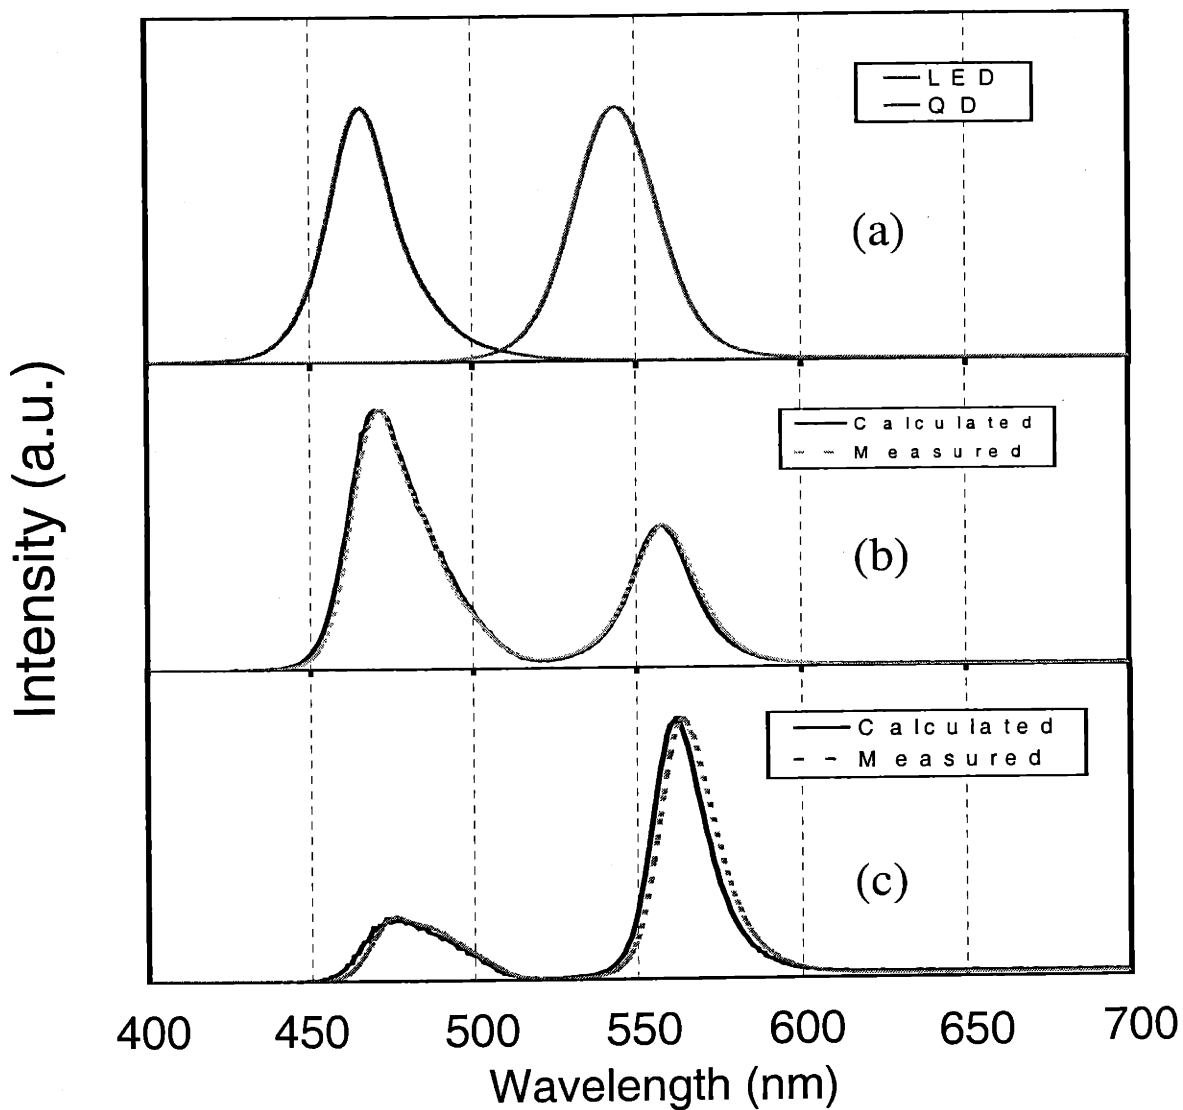 LED
QD
(a)
Calculated
Measured
(b)
Calculated
Measured
(c)
Intensity (a.u.)
400 450 500 550 600 650 700
Wavelength (nm)